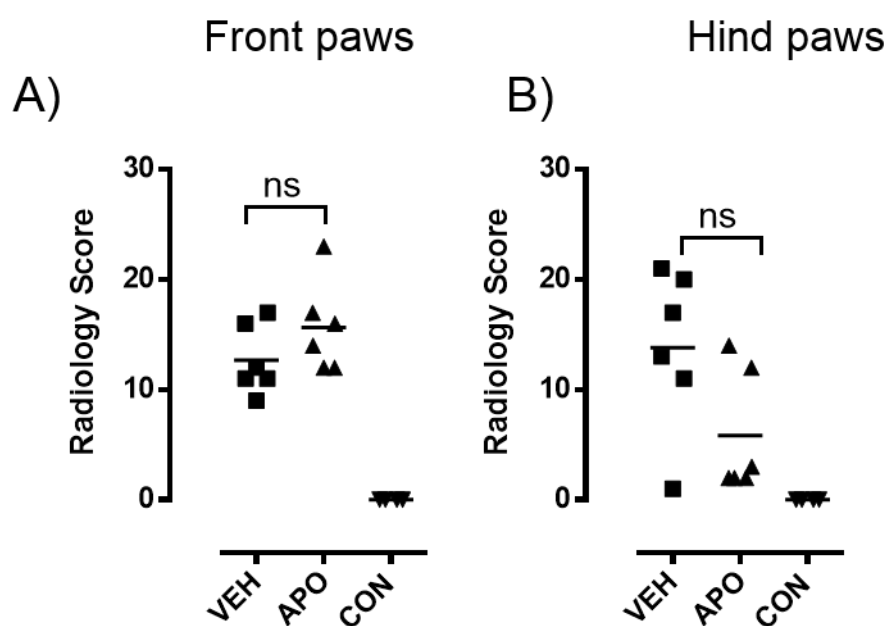 Front paws
A)
Radiology Score
30
20
10
0
ns
VEH
APO
CON
Hind paws
B)
Radiology Score
30
20
10
0
ns
VEH
APO
CON